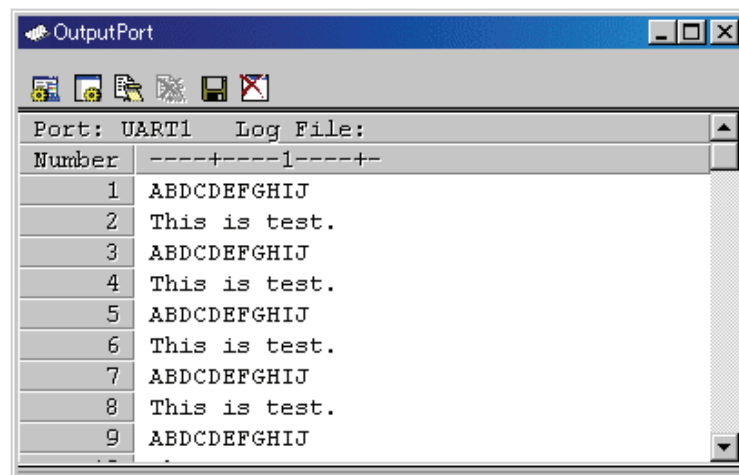 OutputPort
Port: UART1 Log File:
Number ----+----1----+-
1 ABDCDEFGHIJ
2 This is test.
3 ABDCDEFGHIJ
4 This is test.
5 ABDCDEFGHIJ
6 This is test.
7 ABDCDEFGHIJ
8 This is test.
9 ABDCDEFGHIJ